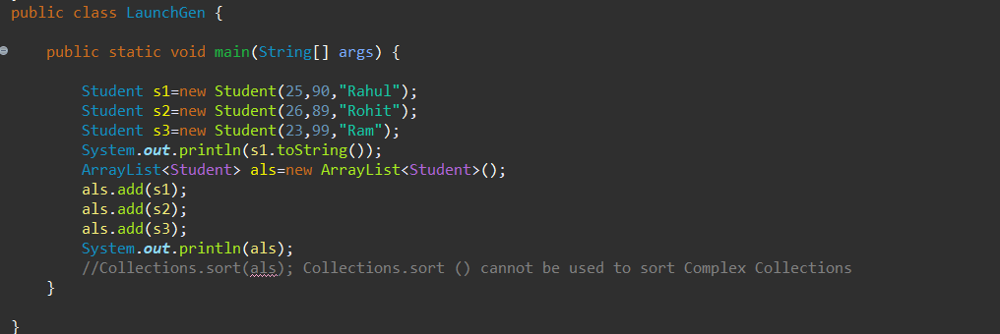 public class LaunchGen {
public static void main(String[] args) {
Student s1=new Student(25,90,"Rahul");
Student s2=new Student(26,89,"Rohit");
Student s3=new Student(23,99,"Ram");
System.out.println(s1.toString());
ArrayList<Student> als=new ArrayList<Student>();
als.add(s1);
als.add(s2);
als.add(s3);
System.out.println(als);
//Collections.sort(als); Collections.sort () cannot be used to sort Complex Collections
}
}